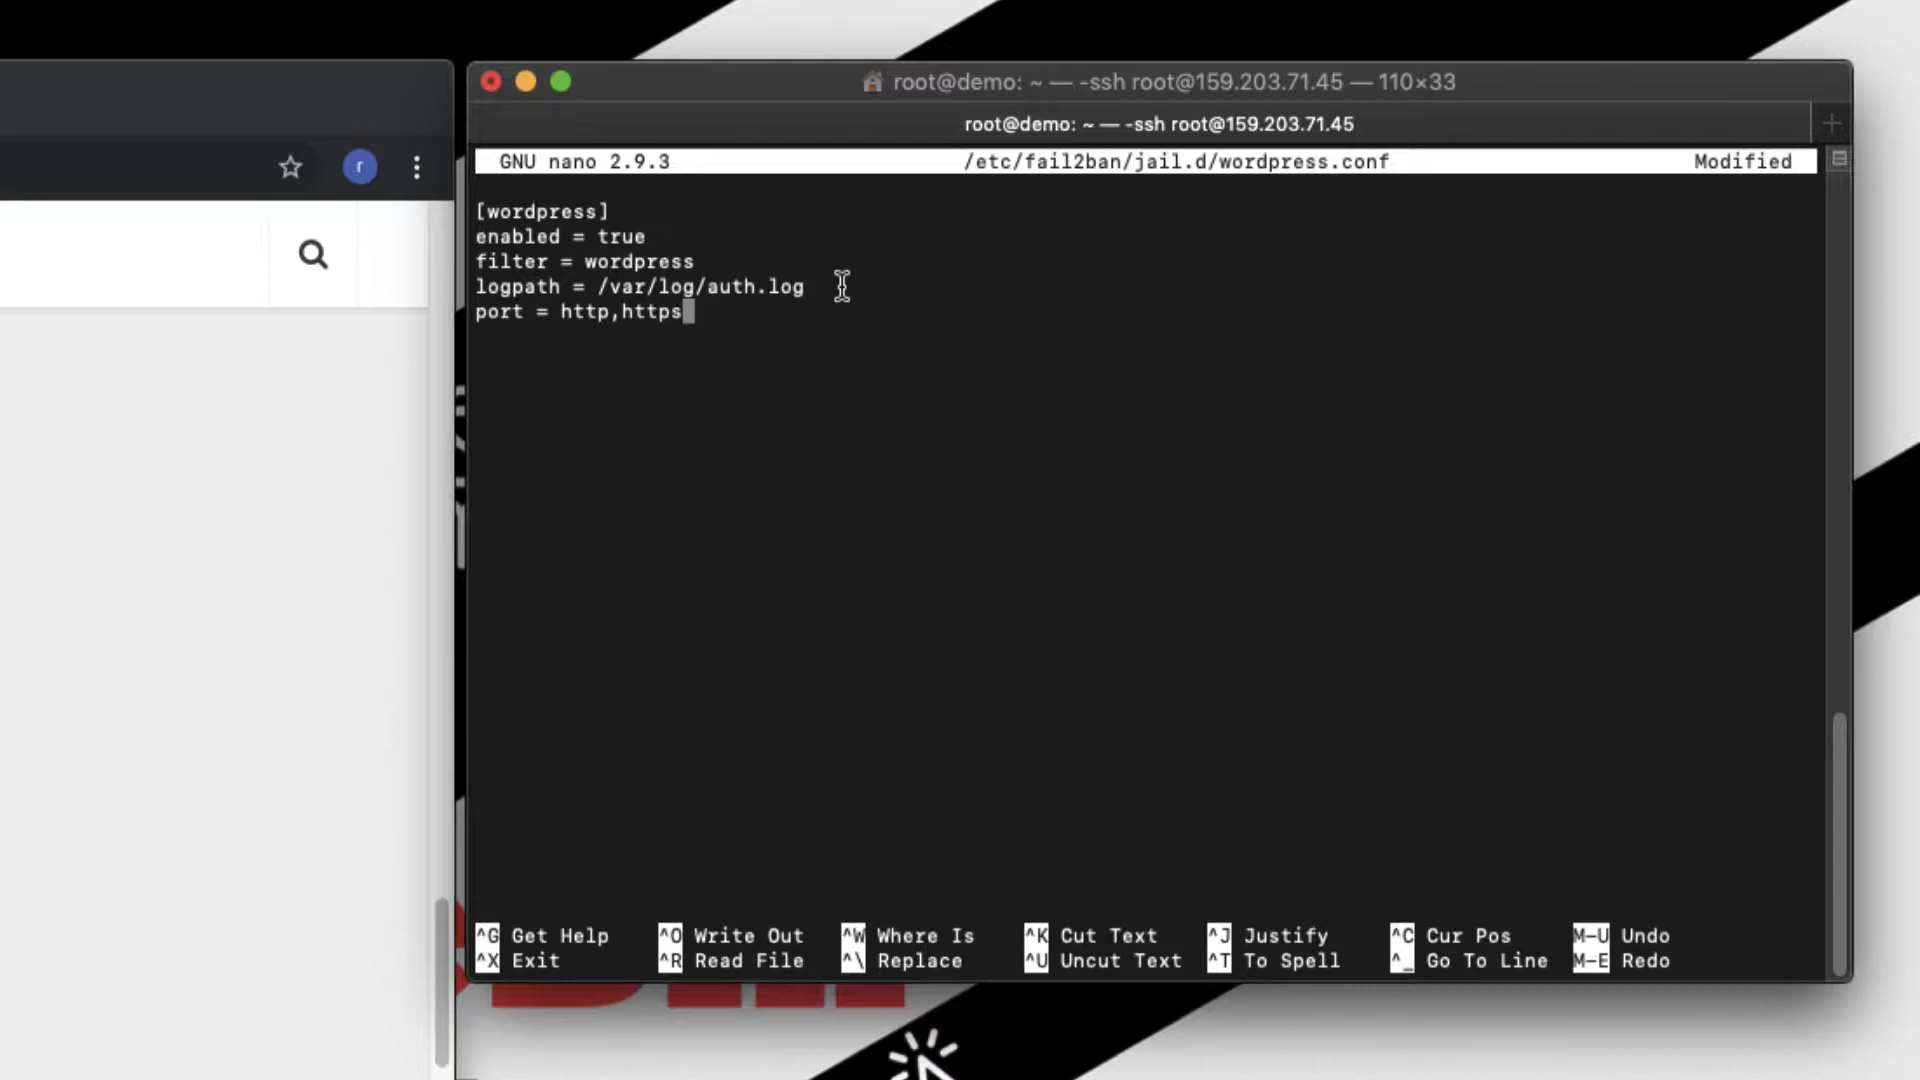 root@demo: ~ — -ssh root@159.203.71.45 — 110×33
root@demo: ~ — -ssh root@159.203.71.45
r
GNU nano 2.9.3 /etc/fail2ban/jail.d/wordpress.conf Modified
[wordpress]
enabled = true
filter = wordpress
logpath = /var/log/auth.log
port = http,https
^G Get Help ^O Write Out ^W Where Is ^K Cut Text ^J Justify ^C Cur Pos M-U Undo
^X Exit ^R Read File ^\ Replace ^U Uncut Text ^T To Spell ^_ Go To Line M-E Redo